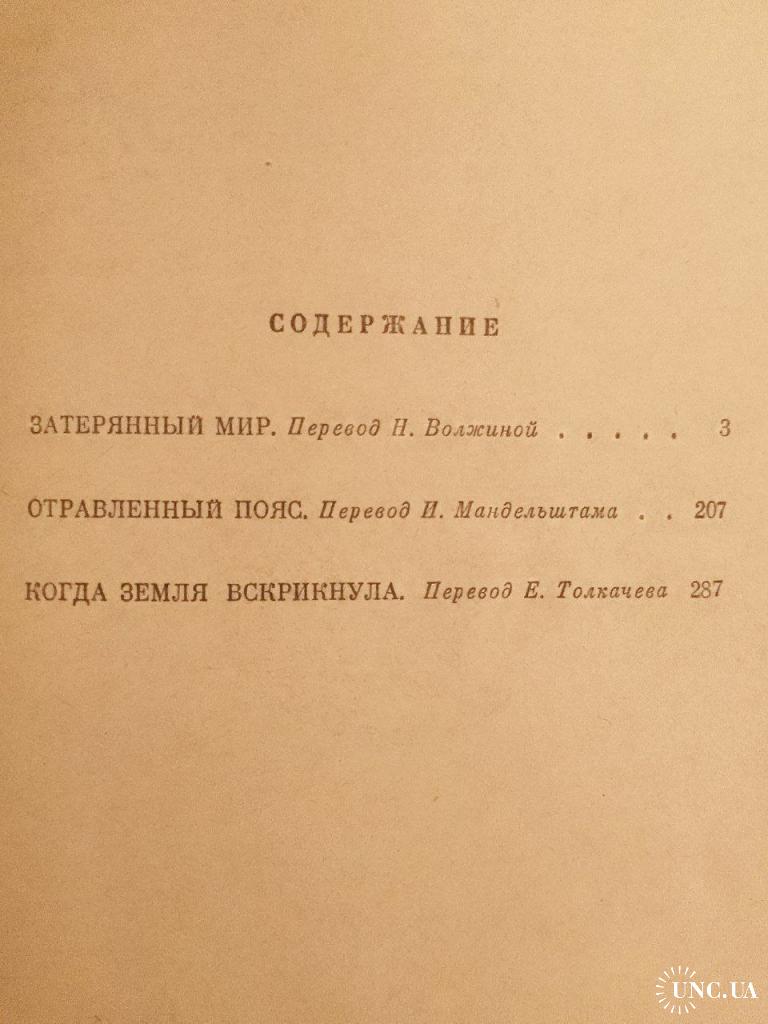 СОДЕРЖАНИЕ
ЗАТЕРЯННЫЙ МИР. Перевод Н. Волжиной . . . . . 3
ОТРАВЛЕННЫЙ ПОЯС. Перевод И. Мандельштама . . 207
КОГДА ЗЕМЛЯ ВСКРИКНУЛА. Перевод Е. Толкачева 287
UNC.UA